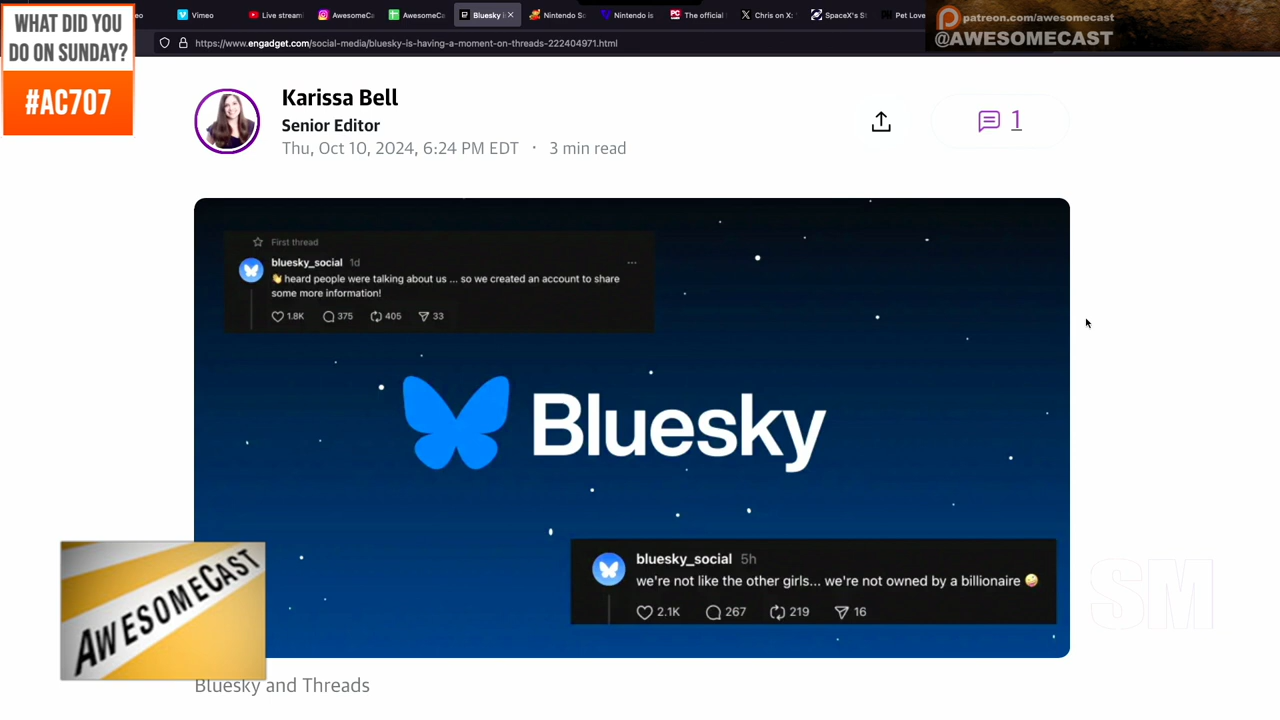 WHAT DID YOU
DO ON SUNDAY?
#AC707
Vimeo
Live streami
AwesomeCa
AwesomeCa
Bluesky i
Nintendo So
Nintendo is
The official
Chris on X:
SpaceX's St
Pet Love
patreon.com/awesomecast
@AWESOMECAST
https://www.engadget.com/social-media/bluesky-is-having-a-moment-on-threads-222404971.html
Karissa Bell
Senior Editor
Thu, Oct 10, 2024, 6:24 PM EDT · 3 min read
1
First thread
bluesky_social 1d
👋 heard people were talking about us ... so we created an account to share
some more information!
1.8K 375 405 33
Bluesky
bluesky_social 5h
we're not like the other girls... we're not owned by a billionaire 🤪
2.1K 267 219 16
AWESOMECAST
SM
Bluesky and Threads